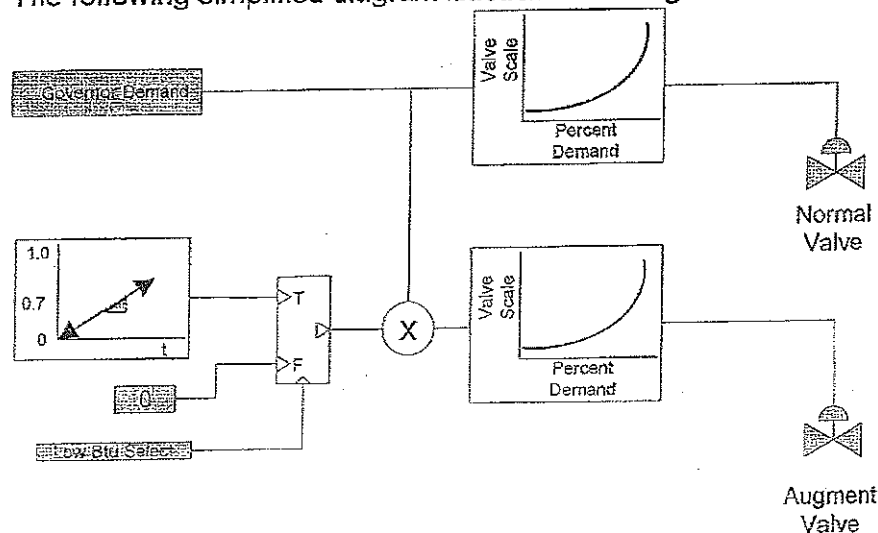 The following simplified diagram
Valve
Scale
Percent
Demand
Governor Demand
Normal
Valve
1.0
0.7
0
t
T
F
X
Valve
Scale
Percent
Demand
0
Low Btu Select
Augment
Valve